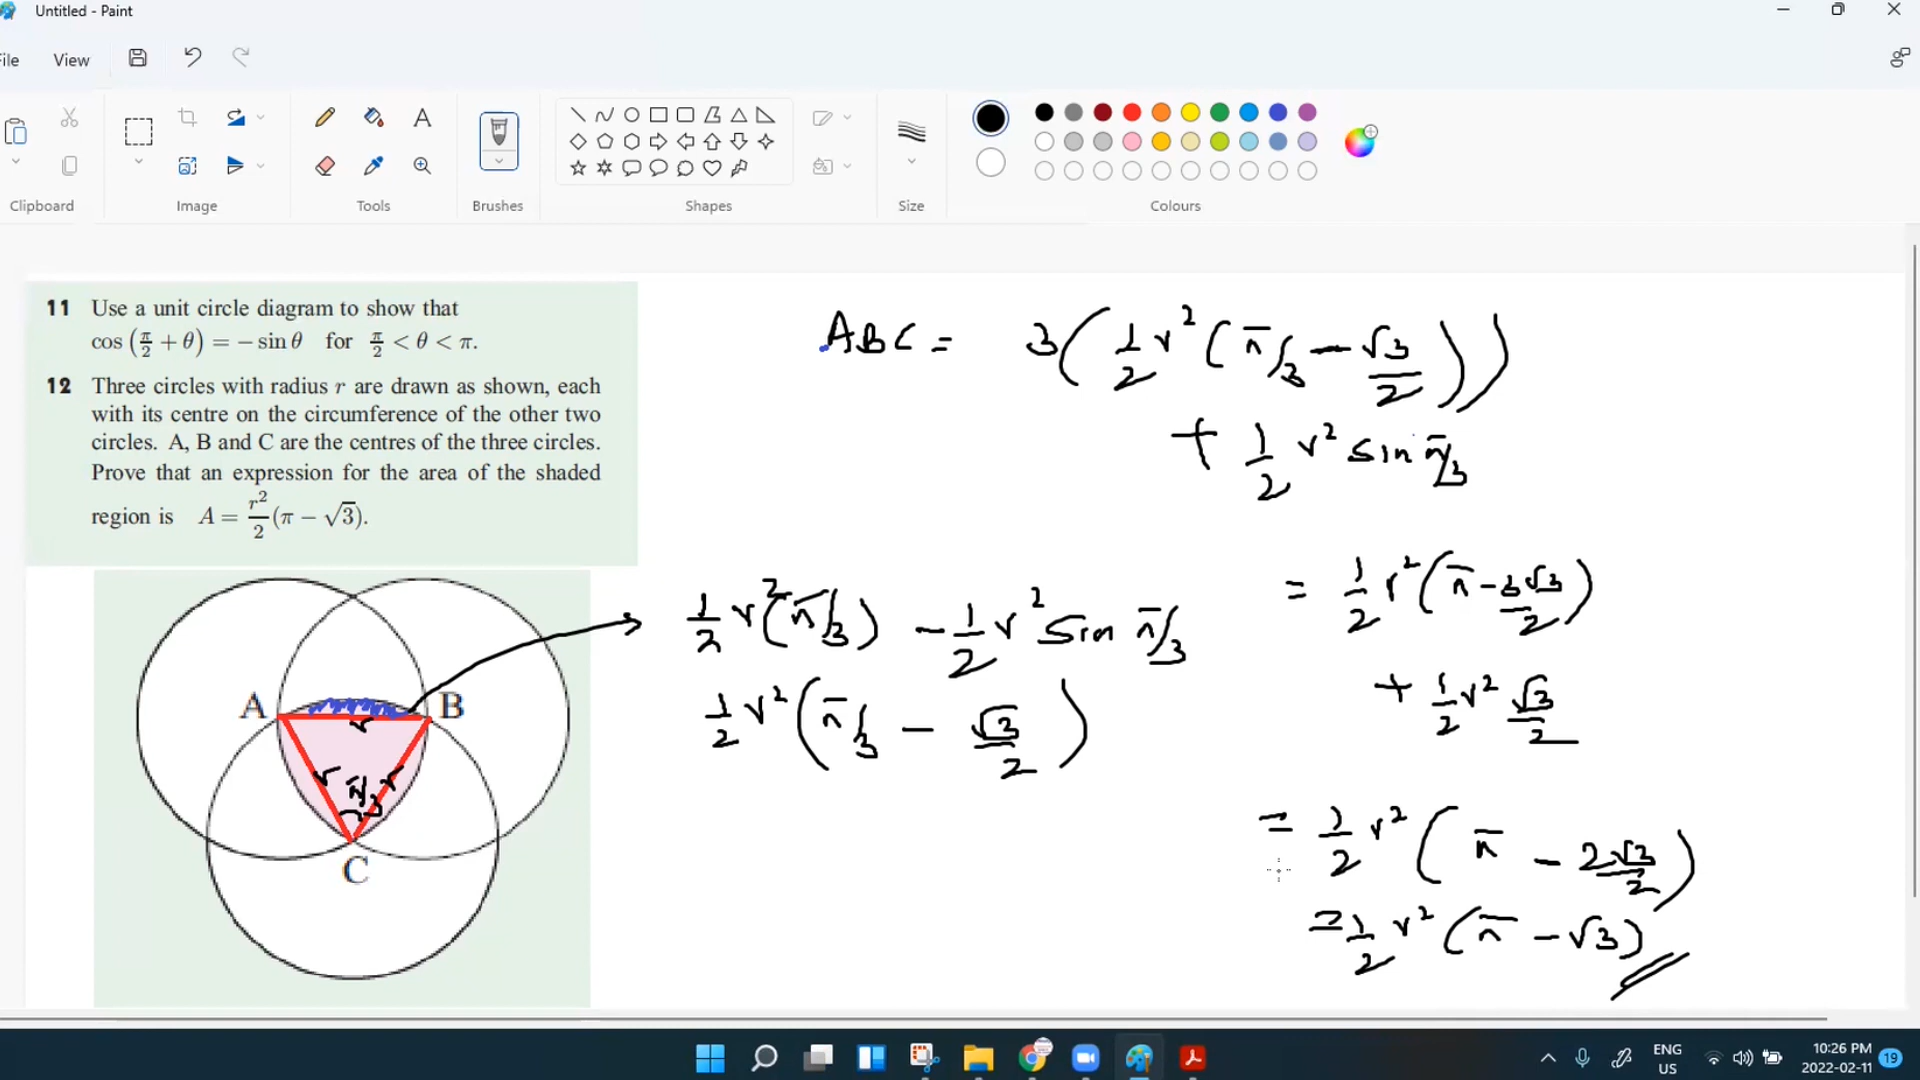 Untitled - Paint
File View
Clipboard Image Tools Brushes Shapes Size Colours
11 Use a unit circle diagram to show that
cos (π/2 + θ) = − sin θ for π/2 < θ < π.
12 Three circles with radius r are drawn as shown, each
with its centre on the circumference of the other two
circles. A, B and C are the centres of the three circles.
Prove that an expression for the area of the shaded
region is A = r²/2 (π − √3).
A B
r
r π/3 r
C
1/2 r² (π/3) − 1/2 r² sin π/3
1/2 r² (π/3 − √3/2)
ABC = 3(1/2 r² (π/3 − √3/2))
+ 1/2 r² sin π/3
= 1/2 r² (π − 3√3/2)
+ 1/2 r² √3/2
= 1/2 r² (π − 2√3/2)
= 1/2 r² (π − √3)
ENG
US
10:26 PM
2022-02-11
19